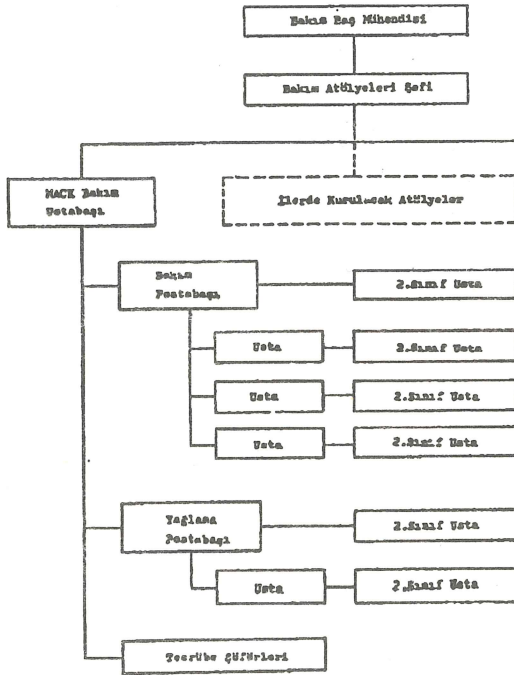 Bakım Baş Mühendisi
Bakım Atölyeleri Şefi
MACK Bakım
Ustabaşı
İlerde Kurulacak Atölyeler
Bakım
Postabaşı
2.Sınıf Usta
Usta
2.Sınıf Usta
Usta
2.Sınıf Usta
Usta
2.Sınıf Usta
Yağlama
Postabaşı
2.Sınıf Usta
Usta
2.Sınıf Usta
Tecrübe Şöförleri